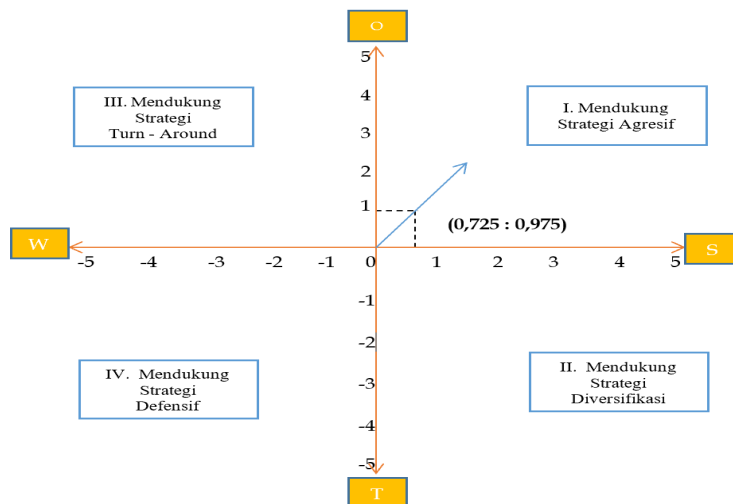 O
5
III. Mendukung
Strategi
Turn - Around
4
I. Mendukung
Strategi Agresif
3
2
1
(0,725 : 0,975)
W
S
-5 -4 -3 -2 -1 0 1 2 3 4 5
-1
-2
IV. Mendukung
Strategi
Defensif
II. Mendukung
Strategi
Diversifikasi
-3
-4
-5
T